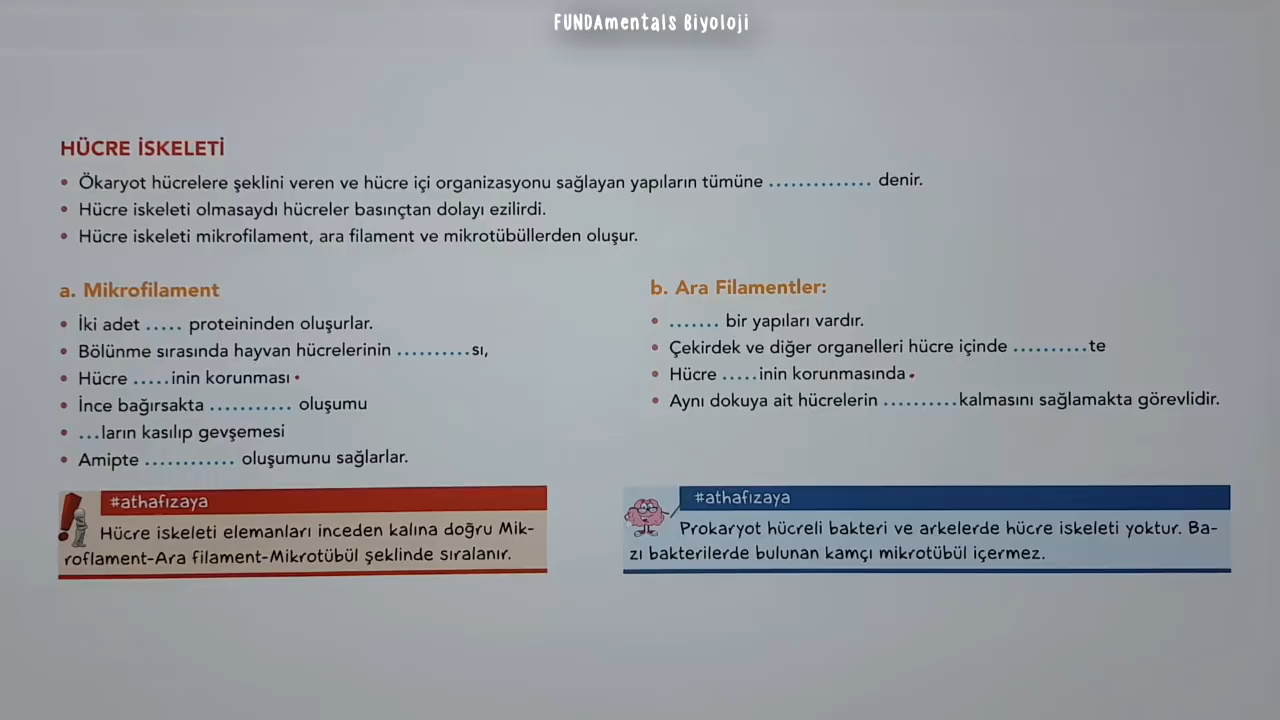 FUNDAmentals Biyoloji
HÜCRE İSKELETİ
• Ökaryot hücrelere şeklini veren ve hücre içi organizasyonu sağlayan yapıların tümüne .............. denir.
• Hücre iskeleti olmasaydı hücreler basınçtan dolayı ezilirdi.
• Hücre iskeleti mikrofilament, ara filament ve mikrotübüllerden oluşur.
a. Mikrofilament
• İki adet ..... proteininden oluşurlar.
• Bölünme sırasında hayvan hücrelerinin ..........sı,
• Hücre .....inin korunması •
• İnce bağırsakta ........... oluşumu
• ...ların kasılıp gevşemesi
• Amipte ............ oluşumunu sağlarlar.
#athafızaya
Hücre iskeleti elemanları inceden kalına doğru Mik-
roflament-Ara filament-Mikrotübül şeklinde sıralanır.
b. Ara Filamentler:
• ....... bir yapıları vardır.
• Çekirdek ve diğer organelleri hücre içinde ..........te
• Hücre .....inin korunmasında •
• Aynı dokuya ait hücrelerin ..........kalmasını sağlamakta görevlidir.
#athafızaya
Prokaryot hücreli bakteri ve arkelerde hücre iskeleti yoktur. Ba-
zı bakterilerde bulunan kamçı mikrotübül içermez.